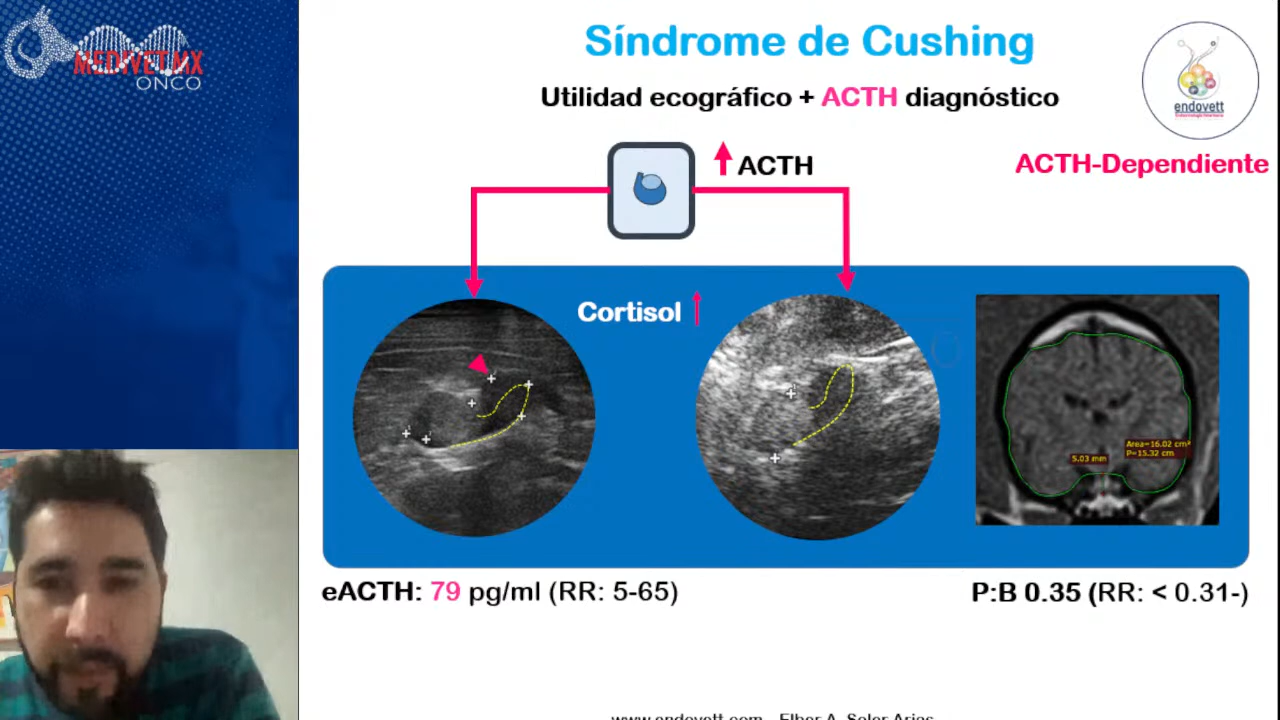 MEDIVET.MX
ONCO
Síndrome de Cushing
Utilidad ecográfico + ACTH diagnóstico
endovett
ACTH
ACTH-Dependiente
Cortisol
Area=16.02 cm²
P=15.32 cm
5.03 mm
eACTH: 79 pg/ml (RR: 5-65)
P:B 0.35 (RR: < 0.31-)
www.endovett.com - Elber A. Soler Arias